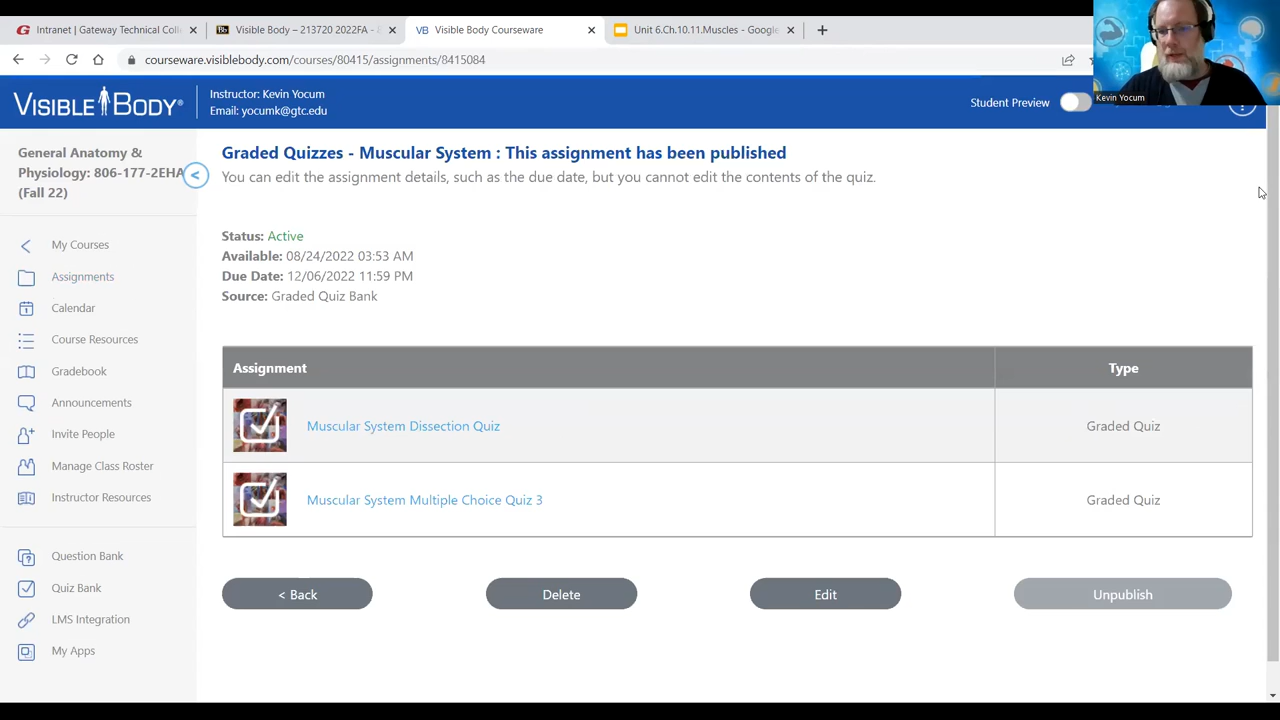 Intranet | Gateway Technical Coll
Visible Body – 213720 2022FA -
Visible Body Courseware
Unit 6.Ch.10.11.Muscles - Google
courseware.visiblebody.com/courses/80415/assignments/8415084
VISIBLE BODY
Instructor: Kevin Yocum
Email: yocumk@gtc.edu
Student Preview
Kevin Yocum
General Anatomy &
Physiology: 806-177-2EHA
(Fall 22)
My Courses
Assignments
Calendar
Course Resources
Gradebook
Announcements
Invite People
Manage Class Roster
Instructor Resources
Question Bank
Quiz Bank
LMS Integration
My Apps
Graded Quizzes - Muscular System : This assignment has been published
You can edit the assignment details, such as the due date, but you cannot edit the contents of the quiz.
Status: Active
Available: 08/24/2022 03:53 AM
Due Date: 12/06/2022 11:59 PM
Source: Graded Quiz Bank
Assignment Type
Muscular System Dissection Quiz Graded Quiz
Muscular System Multiple Choice Quiz 3 Graded Quiz
< Back Delete Edit Unpublish